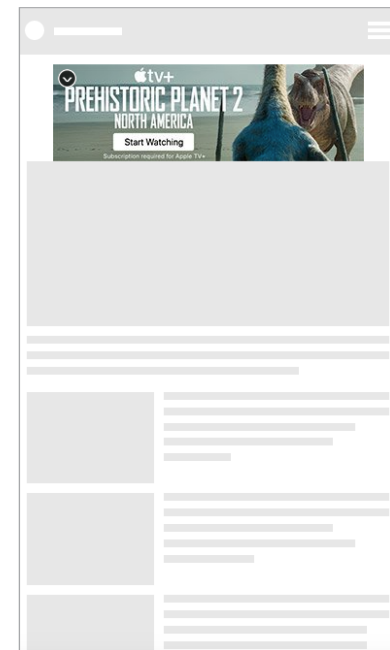 tv+
PREHISTORIC PLANET 2
NORTH AMERICA
Start Watching
Subscription required for Apple TV+